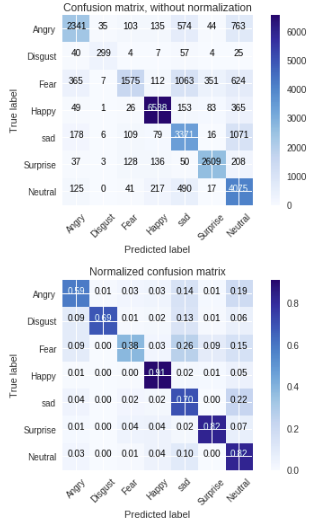 Confusion matrix, without normalization
Angry 2341 35 103 135 574 44 763
Disgust 40 299 4 7 57 4 25
Fear 365 7 1575 112 1063 351 624
Happy 49 1 26 6538 153 83 365
sad 178 6 109 79 3371 16 1071
Surprise 37 3 128 136 50 2609 208
Neutral 125 0 41 217 490 17 4075
Angry Disgust Fear Happy sad Surprise Neutral
Predicted label
True label
6000
5000
4000
3000
2000
1000
0
Normalized confusion matrix
Angry 0.59 0.01 0.03 0.03 0.14 0.01 0.19
Disgust 0.09 0.69 0.01 0.02 0.13 0.01 0.06
Fear 0.09 0.00 0.38 0.03 0.26 0.09 0.15
Happy 0.01 0.00 0.00 0.91 0.02 0.01 0.05
sad 0.04 0.00 0.02 0.02 0.70 0.00 0.22
Surprise 0.01 0.00 0.04 0.04 0.02 0.82 0.07
Neutral 0.03 0.00 0.01 0.04 0.10 0.00 0.82
Angry Disgust Fear Happy sad Surprise Neutral
Predicted label
True label
0.8
0.6
0.4
0.2
0.0